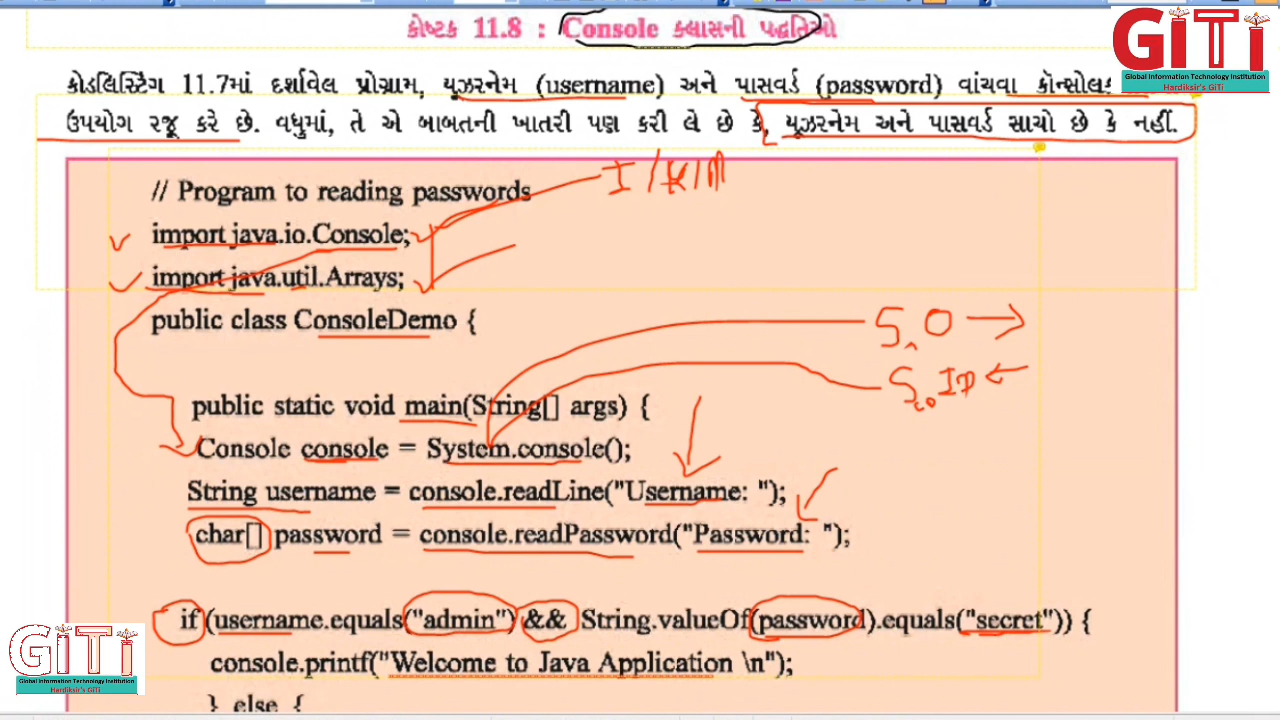 કોષ્ટક 11.8 : Console ક્લાસની પદ્ધતિઓ
GiTi
Global Information Technology Institution
Hardiksir's GiTi
કોડલિસ્ટિંગ 11.7માં દર્શાવેલ પ્રોગ્રામ, યૂઝરનેમ (username) અને પાસવર્ડ (password) વાંચવા કૉન્સોલ
ઉપયોગ રજૂ કરે છે. વધુમાં, તે એ બાબતની ખાતરી પણ કરી લે છે કે, યૂઝરનેમ અને પાસવર્ડ સાચો છે કે નહીં.
// Program to reading passwords
import java.io.Console;
import java.util.Arrays;
public class ConsoleDemo {
S.O
public static void main(String[] args) {
Console console = System.console();
String username = console.readLine("Username: ");
char[] password = console.readPassword("Password: ");
if (username.equals("admin") && String.valueOf(password).equals("secret")) {
console.printf("Welcome to Java Application \n");
} else {
GiTi
Global Information Technology Institution
Hardiksir's GiTi